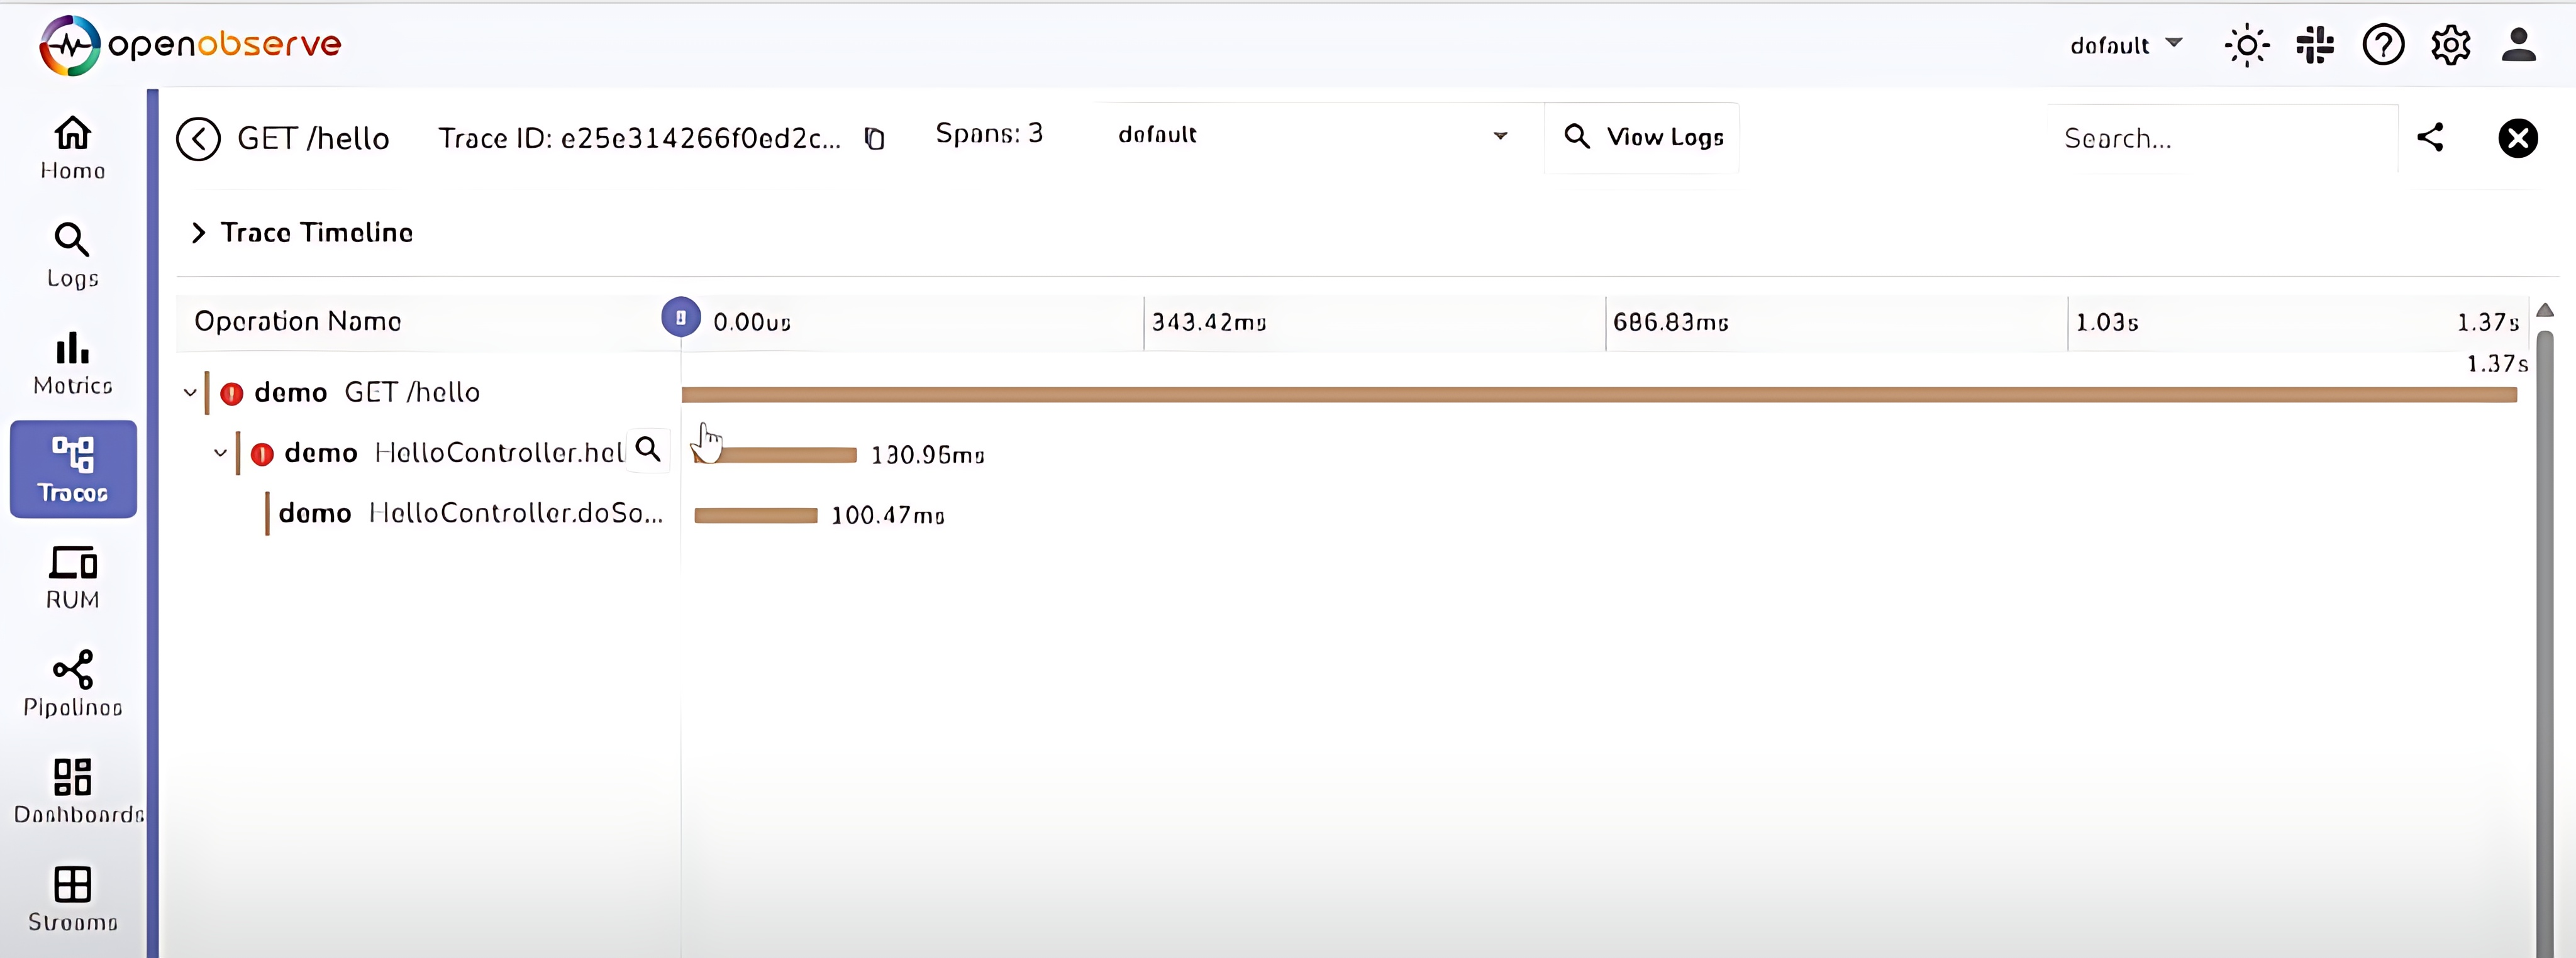 openobserve
default
GET /hello
Trace ID: e25e314266f0ed2c...
Spans: 3
default
View Logs
Search...
Home
Logs
Metrics
Traces
RUM
Pipelines
Dashboards
Streams
Trace Timeline
Operation Name
0.00us
343.42ms
686.83ms
1.03s
1.37s
1.37s
demo GET /hello
demo HelloController.hel
130.95ms
demo HelloController.doSo...
100.47ms